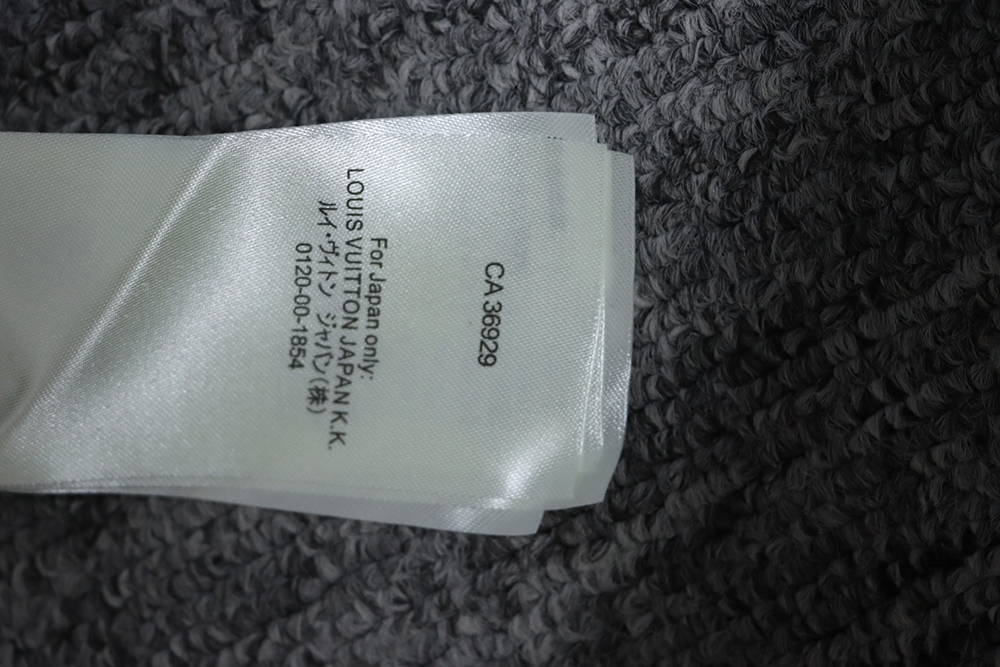 CA 36929
For Japan only:
LOUIS VUITTON JAPAN K.K.
ルイ・ヴィトン ジャパン(株)
0120-00-1854